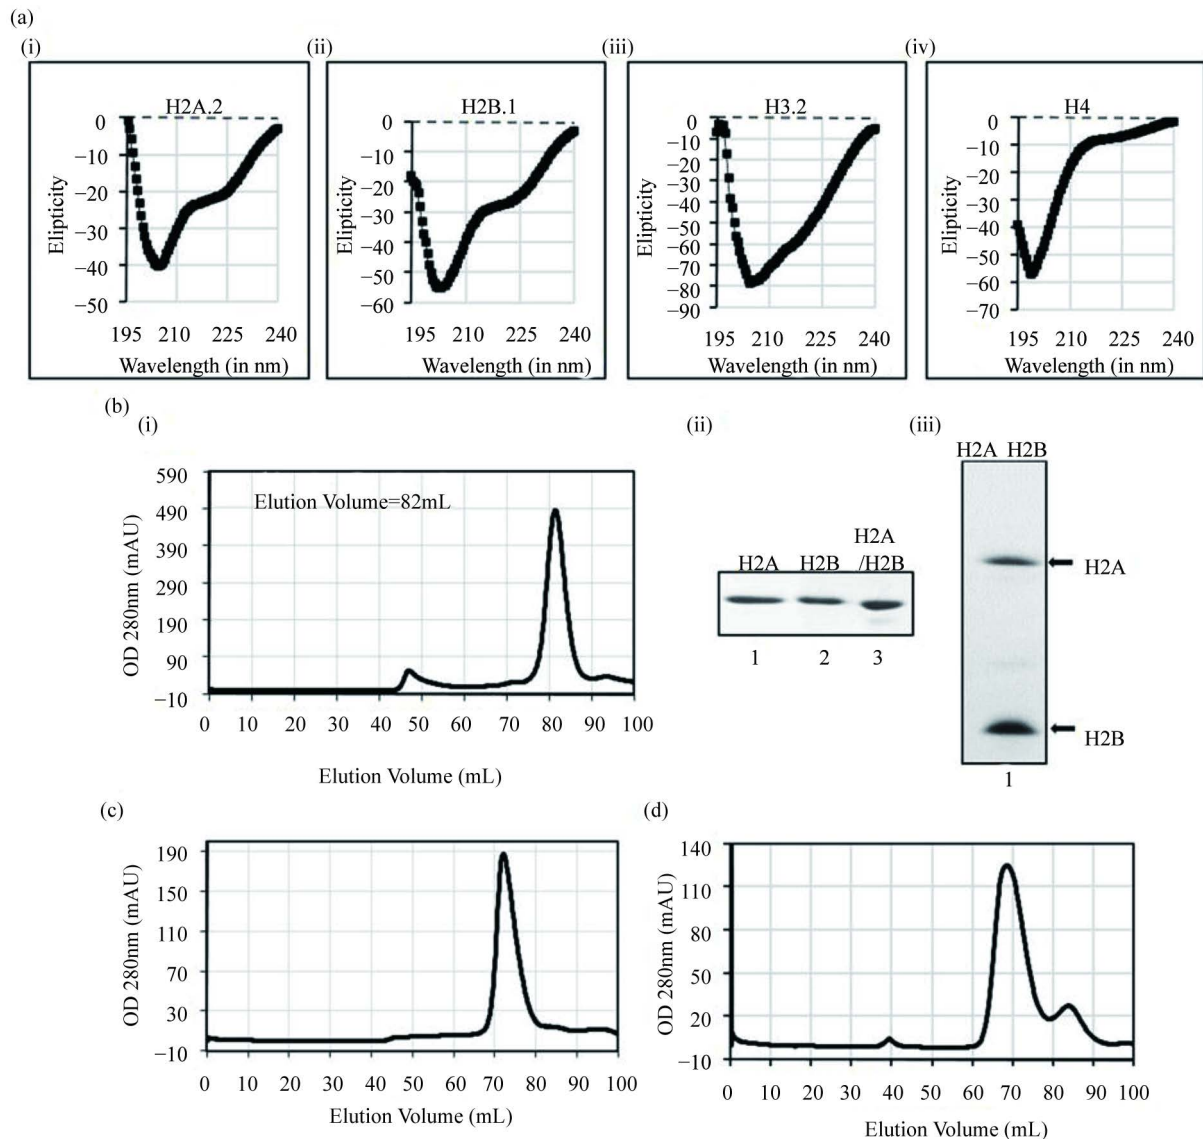 (a)
(i)
(ii)
(iii)
(iv)
H2A.2
0
−10
−20
−30
−40
−50
Elipticity
195 210 225 240
Wavelength (in nm)
H2B.1
0
−10
−20
−30
−40
−50
−60
Elipticity
195 210 225 240
Wavelength (in nm)
H3.2
0
−10
−20
−30
−40
−50
−60
−70
−80
−90
Elipticity
195 210 225 240
Wavelength (in nm)
H4
0
−10
−20
−30
−40
−50
−60
−70
Elipticity
195 210 225 240
Wavelength (in nm)
(b)
(i)
590
490
390
290
190
90
−10
OD 280nm (mAU)
Elution Volume=82mL
0 10 20 30 40 50 60 70 80 90 100
Elution Volume (mL)
(ii)
H2A H2B H2A
/H2B
1 2 3
(iii)
H2A H2B
H2A
H2B
1
(c)
190
150
110
70
30
−10
OD 280nm (mAU)
0 10 20 30 40 50 60 70 80 90 100
Elution Volume (mL)
(d)
140
110
80
50
20
−10
OD 280nm (mAU)
0 10 20 30 40 50 60 70 80 90 100
Elution Volume (mL)